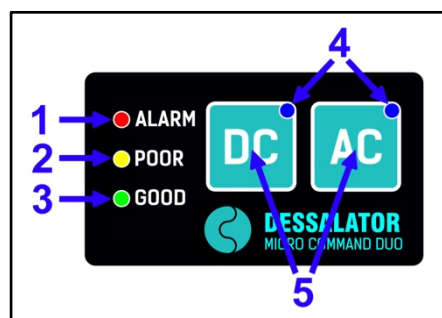 4
1 ALARM
2 POOR DC AC
3 GOOD
DESSALATOR
MICRO COMMAND DUO
5